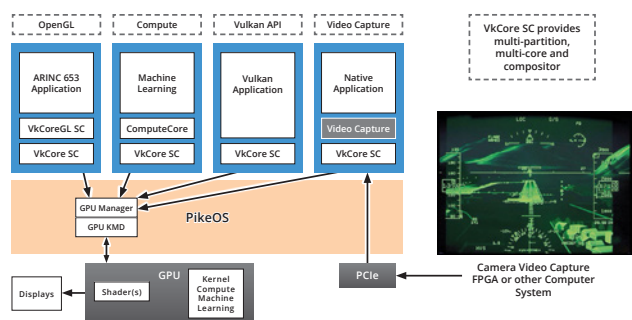 OpenGL
Compute
Vulkan API
Video Capture
VkCore SC provides
multi-partition,
multi-core and
compositor
ARINC 653
Application
Machine
Learning
Vulkan
Application
Native
Application
VkCoreGL SC
ComputeCore
Video Capture
VkCore SC
VkCore SC
VkCore SC
VkCore SC
GPU Manager
GPU KMD
PikeOS
GPU
Shader(s)
Kernel
Compute
Machine
Learning
Displays
PCIe
Camera Video Capture
FPGA or other Computer
System